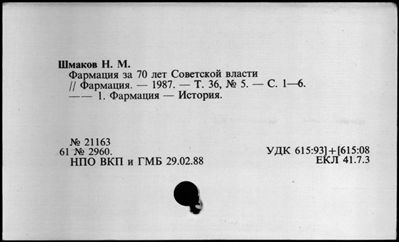 Шмаков Н. М.
Фармация за 70 лет Советской власти
// Фармация. — 1987. — Т. 36, № 5. — С. 1—6.
—— 1. Фармация — История.
№ 21163
61 № 2960.
НПО ВКП и ГМБ 29.02.88
УДК 615:93]+[615:08
ЕКЛ 41.7.3